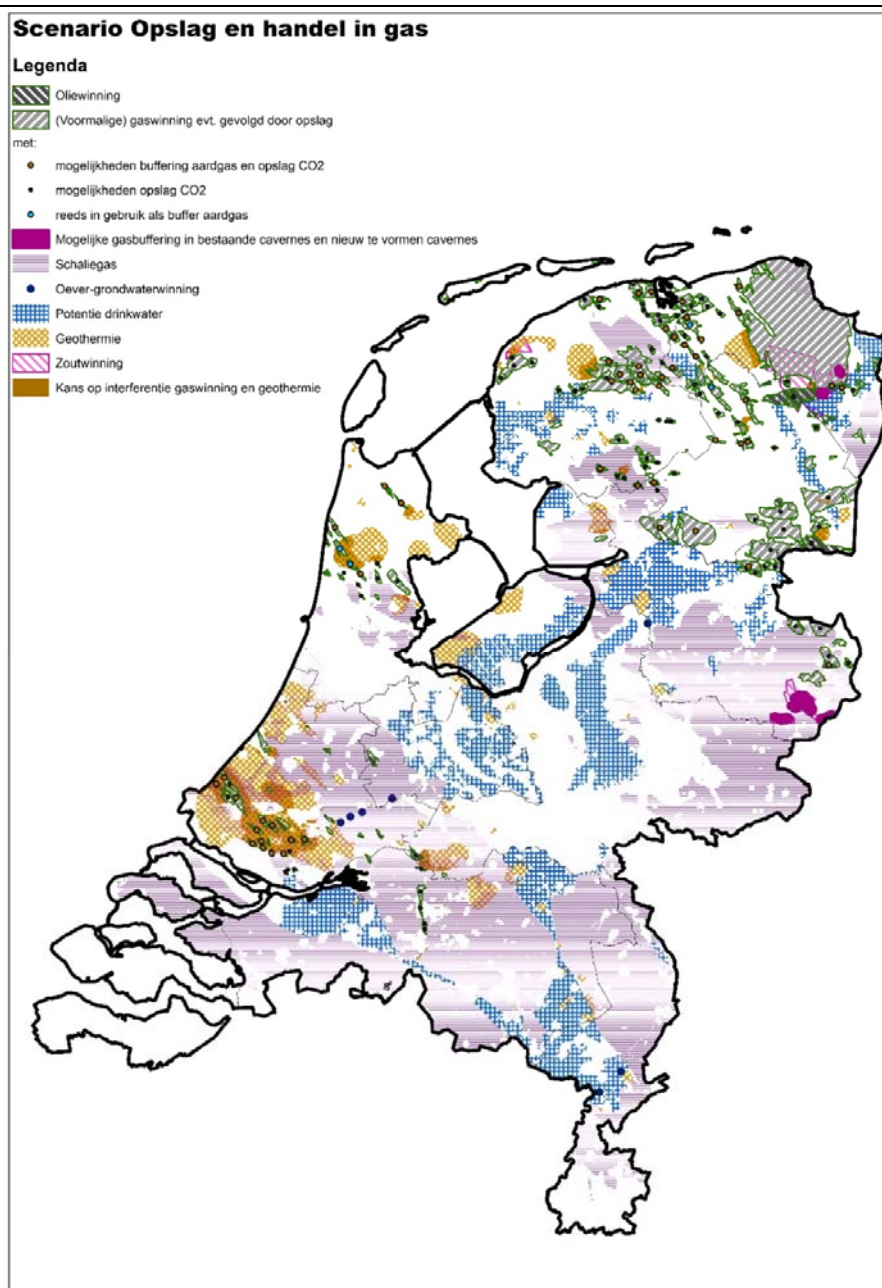 Scenario Opslag en handel in gas
Legenda
Oliewinning
(Voormalige) gaswinning evt. gevolgd door opslag
met:
mogelijkheden buffering aardgas en opslag CO2
mogelijkheden opslag CO2
reeds in gebruik als buffer aardgas
Mogelijke gasbuffering in bestaande cavernes en nieuw te vormen cavernes
Schaliegas
Oever-grondwaterwinning
Potentie drinkwater
Geothermie
Zoutwinning
Kans op interferentie gaswinning en geothermie